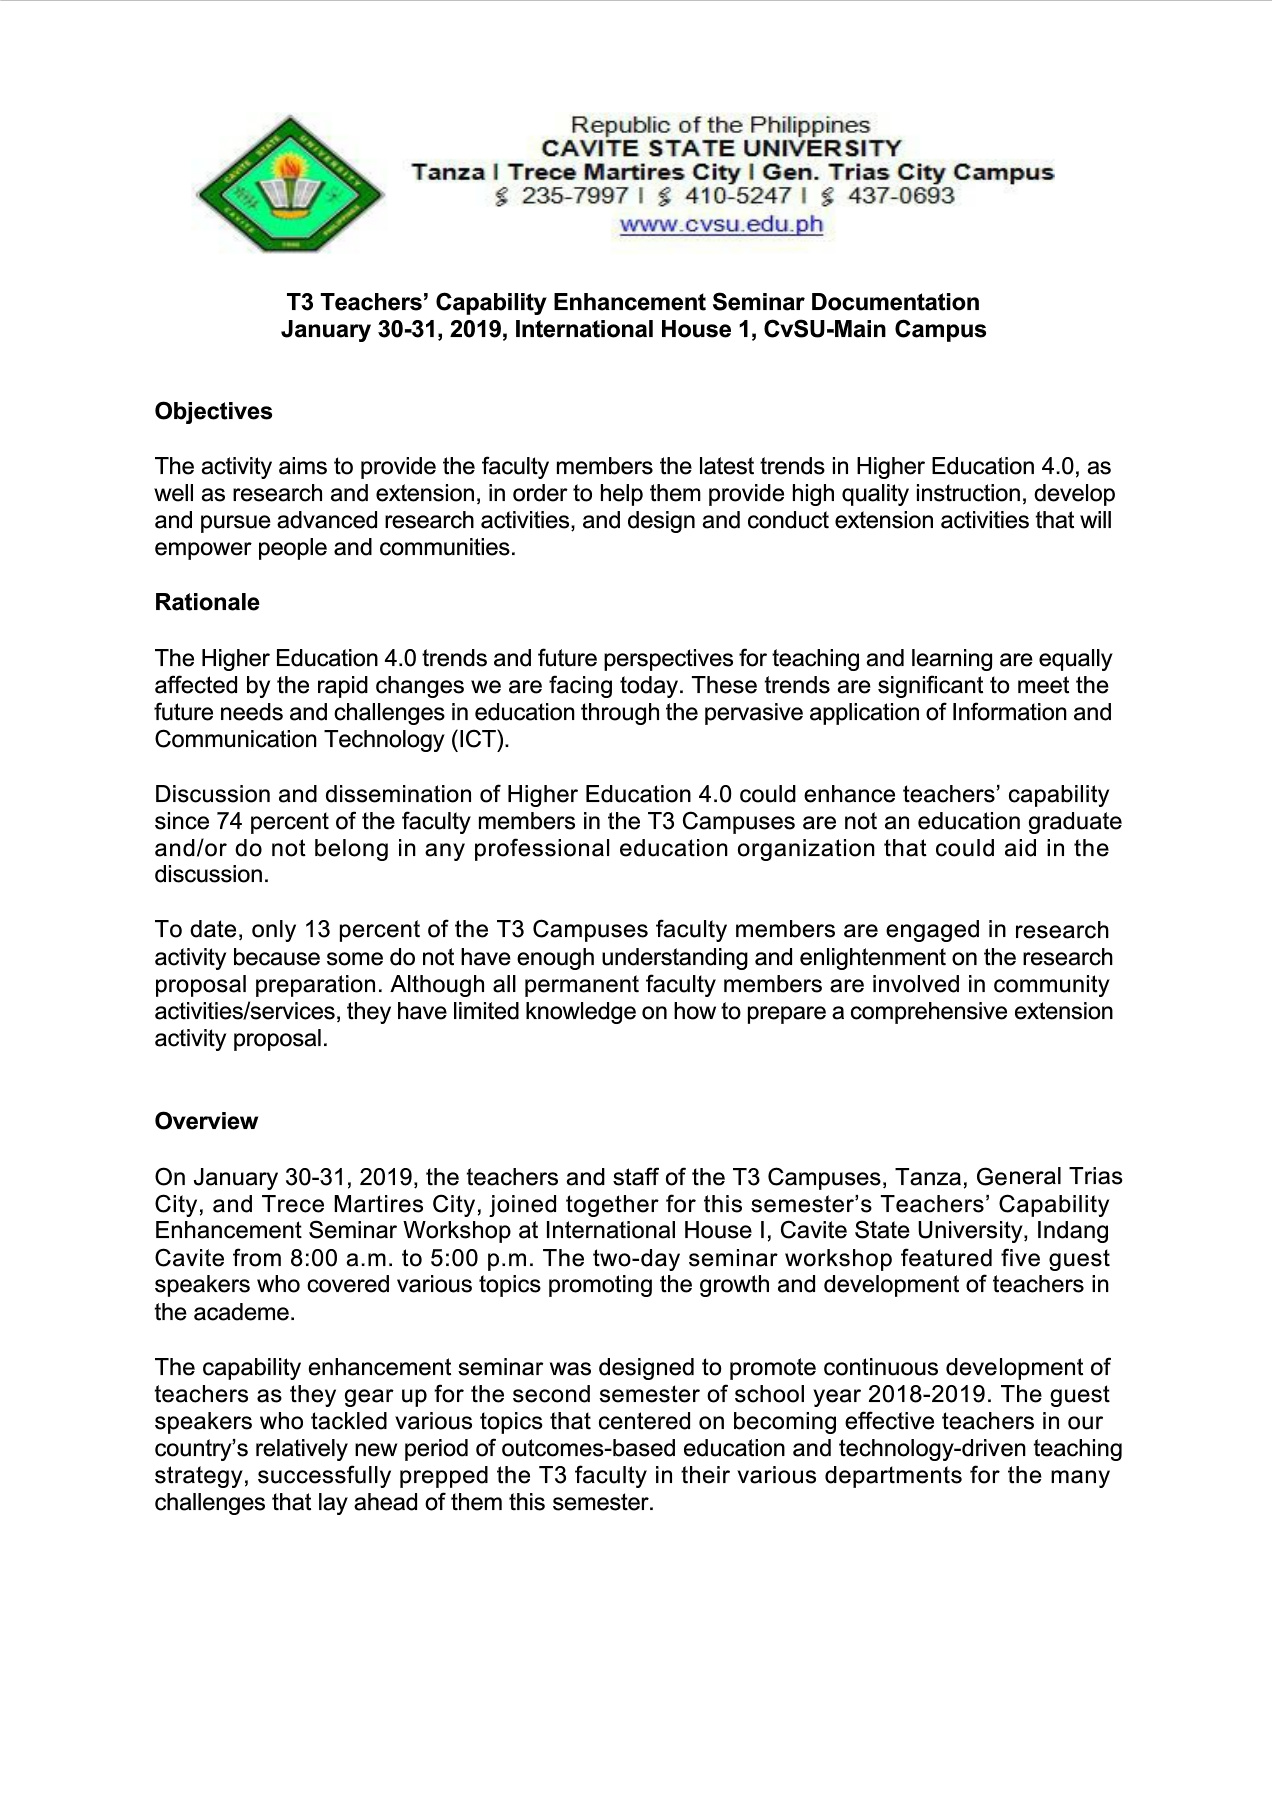 CAVITE STATE UNIVERSITY
CAVITE PHILIPPINES
Republic of the Philippines
CAVITE STATE UNIVERSITY
Tanza | Trece Martires City | Gen. Trias City Campus
235-7997 | 410-5247 | 437-0693
www.cvsu.edu.ph
T3 Teachers’ Capability Enhancement Seminar Documentation
January 30-31, 2019, International House 1, CvSU-Main Campus
Objectives
The activity aims to provide the faculty members the latest trends in Higher Education 4.0, as
well as research and extension, in order to help them provide high quality instruction, develop
and pursue advanced research activities, and design and conduct extension activities that will
empower people and communities.
Rationale
The Higher Education 4.0 trends and future perspectives for teaching and learning are equally
affected by the rapid changes we are facing today. These trends are significant to meet the
future needs and challenges in education through the pervasive application of Information and
Communication Technology (ICT).
Discussion and dissemination of Higher Education 4.0 could enhance teachers’ capability
since 74 percent of the faculty members in the T3 Campuses are not an education graduate
and/or do not belong in any professional education organization that could aid in the
discussion.
To date, only 13 percent of the T3 Campuses faculty members are engaged in research
activity because some do not have enough understanding and enlightenment on the research
proposal preparation. Although all permanent faculty members are involved in community
activities/services, they have limited knowledge on how to prepare a comprehensive extension
activity proposal.
Overview
On January 30-31, 2019, the teachers and staff of the T3 Campuses, Tanza, General Trias
City, and Trece Martires City, joined together for this semester’s Teachers’ Capability
Enhancement Seminar Workshop at International House I, Cavite State University, Indang
Cavite from 8:00 a.m. to 5:00 p.m. The two-day seminar workshop featured five guest
speakers who covered various topics promoting the growth and development of teachers in
the academe.
The capability enhancement seminar was designed to promote continuous development of
teachers as they gear up for the second semester of school year 2018-2019. The guest
speakers who tackled various topics that centered on becoming effective teachers in our
country’s relatively new period of outcomes-based education and technology-driven teaching
strategy, successfully prepped the T3 faculty in their various departments for the many
challenges that lay ahead of them this semester.